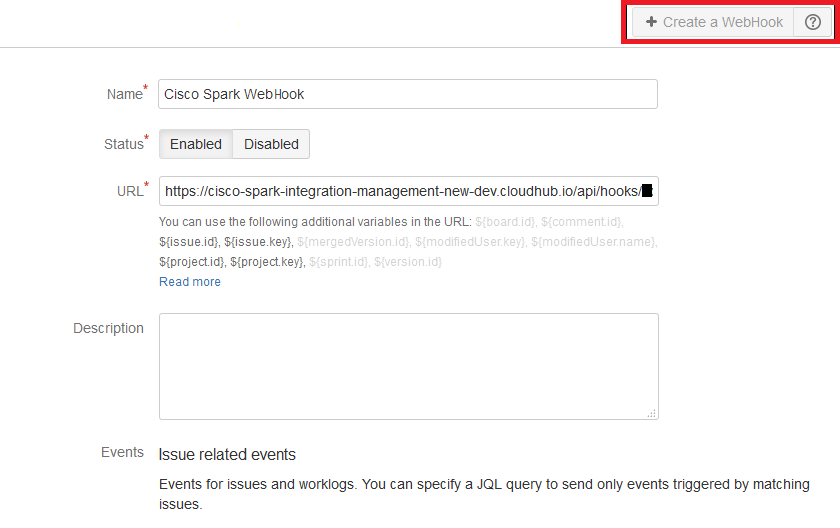 + Create a WebHook ?
Name*
Cisco Spark WebHook
Status*
Enabled Disabled
URL*
https://cisco-spark-integration-management-new-dev.cloudhub.io/api/hooks/
You can use the following additional variables in the URL: ${board.id}, ${comment.id},
${issue.id}, ${issue.key}, ${mergedVersion.id}, ${modifiedUser.key}, ${modifiedUser.name},
${project.id}, ${project.key}, ${sprint.id}, ${version.id}
Read more
Description
Events
Issue related events
Events for issues and worklogs. You can specify a JQL query to send only events triggered by matching
issues.